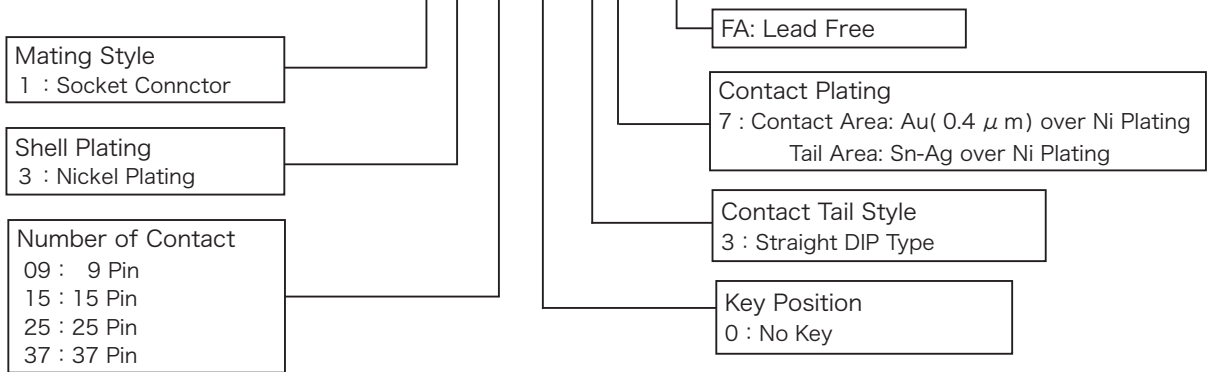 Mating Style
1 : Socket Connctor
Shell Plating
3 : Nickel Plating
Number of Contact
09 : 9 Pin
15 : 15 Pin
25 : 25 Pin
37 : 37 Pin
FA: Lead Free
Contact Plating
7 : Contact Area: Au( 0.4 μ m) over Ni Plating
Tail Area: Sn-Ag over Ni Plating
Contact Tail Style
3 : Straight DIP Type
Key Position
0 : No Key